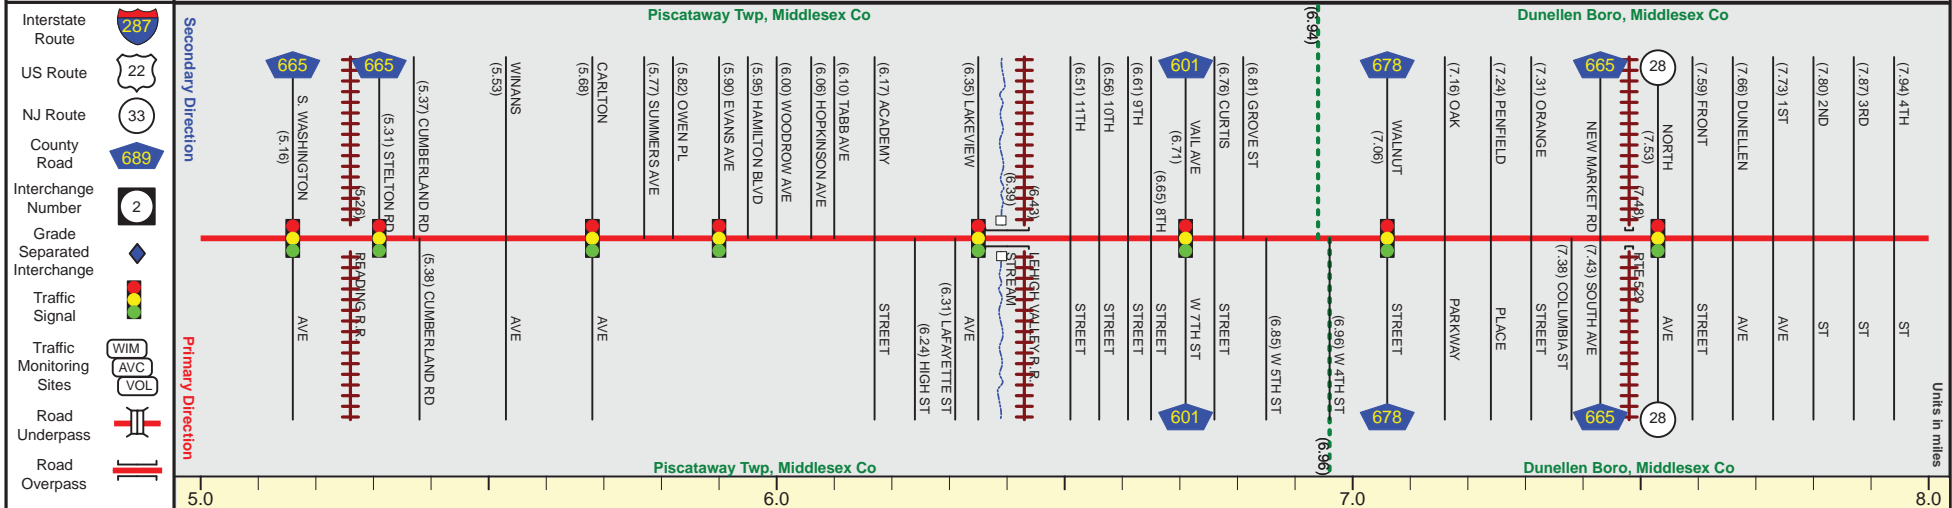 Interstate
Route
287
US Route
22
NJ Route
33
County
Road
689
Interchange
Number
2
Grade
Separated
Interchange
Traffic
Signal
Traffic
Monitoring
Sites
WIM
AVC
VOL
Road
Underpass
Road
Overpass
Secondary Direction
Primary Direction
Piscataway Twp, Middlesex Co
(6.94)
Dunellen Boro, Middlesex Co
665
S. WASHINGTON
(5.16)
AVE
(5.26)
READING R.R.
665
(5.31) STELTON RD
(5.37) CUMBERLAND RD
(5.38) CUMBERLAND RD
WINANS
(5.53)
AVE
CARLTON
(5.68)
AVE
(5.77) SUMMERS AVE
(5.82) OWEN PL
(5.90) EVANS AVE
(5.95) HAMILTON BLVD
(6.00) WOODROW AVE
(6.06) HOPKINSON AVE
(6.10) TABB AVE
(6.17) ACADEMY
STREET
(6.24) HIGH ST
(6.31) LAFAYETTE ST
(6.35) LAKEVIEW
AVE
(6.39)
STREAM
(6.43)
LEHIGH VALLEY R.R.
(6.51) 11TH
STREET
(6.56) 10TH
STREET
(6.61) 9TH
STREET
(6.65) 8TH
STREET
601
VAIL AVE
(6.71)
W 7TH ST
601
(6.76) CURTIS
STREET
(6.81) GROVE ST
(6.85) W 5TH ST
(6.96) W 4TH ST
(6.96)
678
WALNUT
(7.06)
STREET
678
(7.16) OAK
PARKWAY
(7.24) PENFIELD
PLACE
(7.31) ORANGE
STREET
(7.38) COLUMBIA ST
665
NEW MARKET RD
(7.43) SOUTH AVE
665
(7.48)
RTE 529
28
NORTH
(7.53)
AVE
28
(7.59) FRONT
STREET
(7.66) DUNELLEN
AVE
(7.73) 1ST
AVE
(7.80) 2ND
ST
(7.87) 3RD
ST
(7.94) 4TH
ST
Units in miles
Piscataway Twp, Middlesex Co
Dunellen Boro, Middlesex Co
5.0
6.0
7.0
8.0